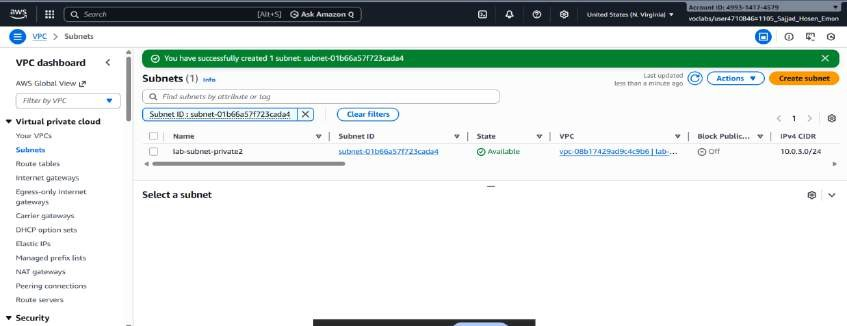 aws Search [Alt+S] Ask Amazon Q United States (N. Virginia) Account ID: 4993-1417-4579
voclabs/user4710846=1105_Sajjad_Hosen_Emon
VPC > Subnets
VPC dashboard
AWS Global View
Filter by VPC
Virtual private cloud
Your VPCs
Subnets
Route tables
Internet gateways
Egress-only internet
gateways
Carrier gateways
DHCP option sets
Elastic IPs
Managed prefix lists
NAT gateways
Peering connections
Route servers
Security
You have successfully created 1 subnet: subnet-01b66a57f723cada4
Subnets (1) Info
Last updated
less than a minute ago
Actions
Create subnet
Find subnets by attribute or tag
Subnet ID : subnet-01b66a57f723cada4
Clear filters
1
Name Subnet ID State VPC Block Public... IPv4 CIDR
lab-subnet-private2 subnet-01b66a57f723cada4 Available vpc-08b17429ad9c4c9b6 | lab-... Off 10.0.3.0/24
Select a subnet